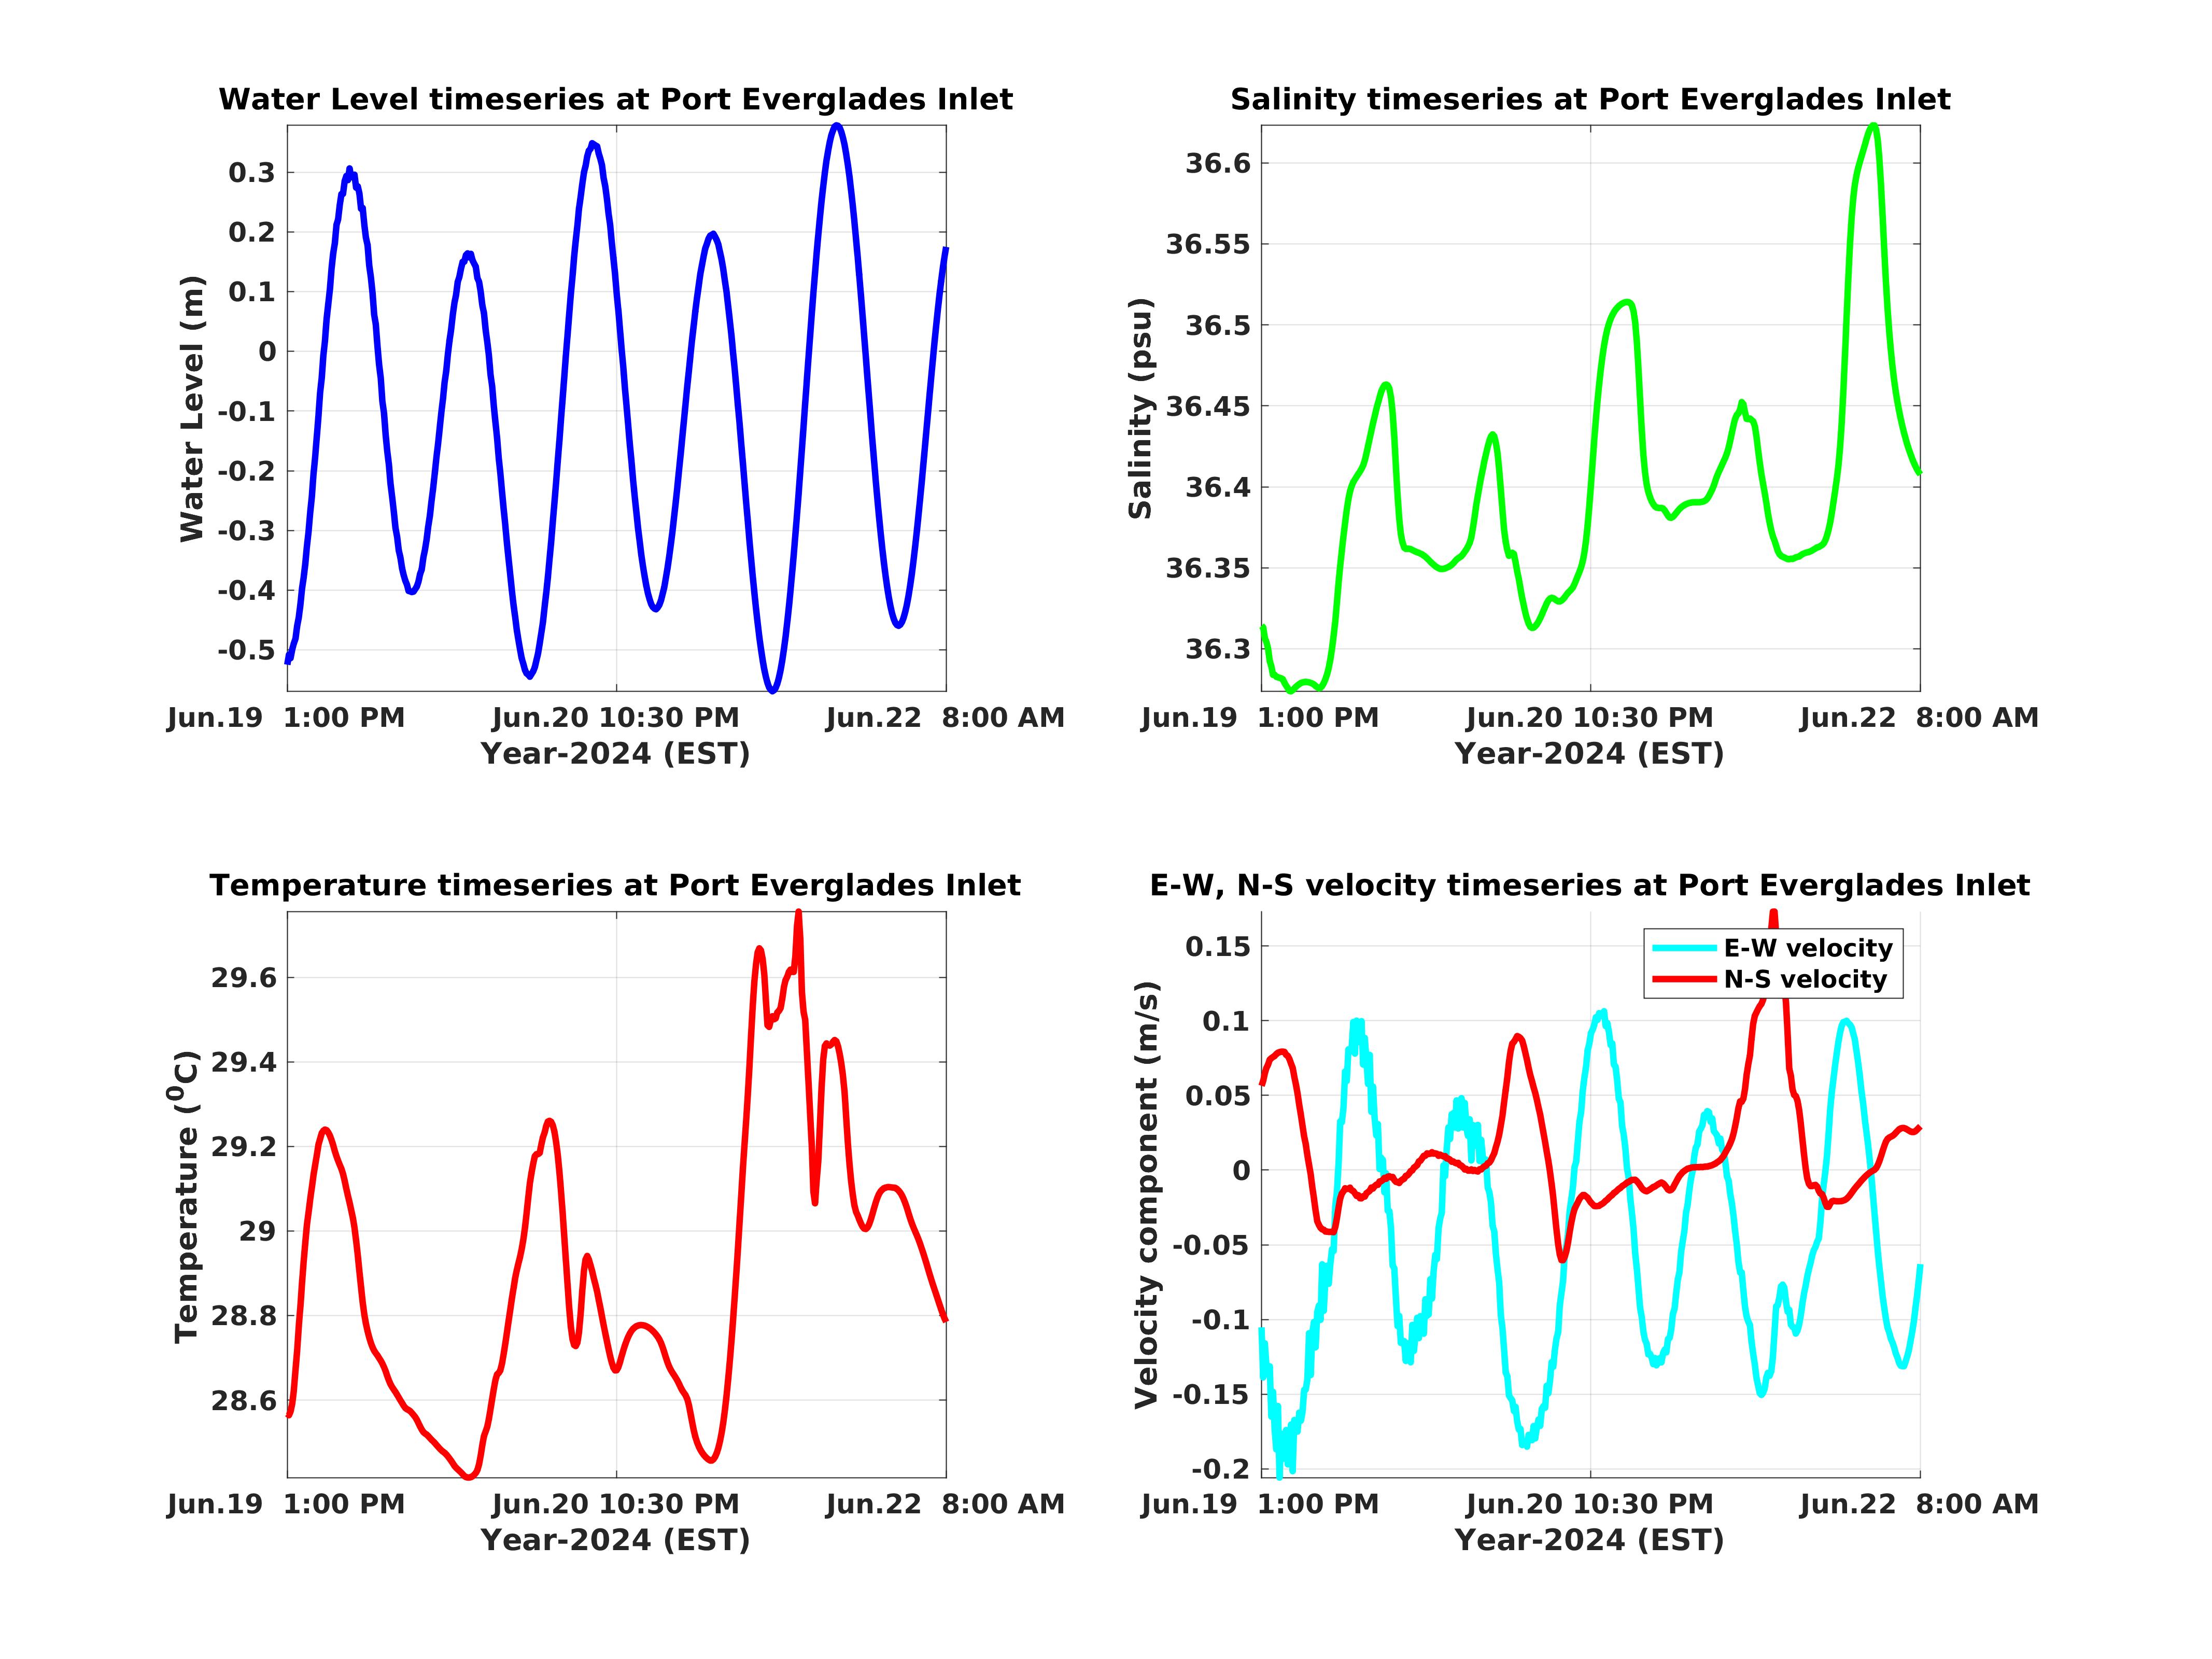 Water Level timeseries at Port Everglades Inlet
Water Level (m)
0.3
0.2
0.1
0
-0.1
-0.2
-0.3
-0.4
-0.5
Jun.19 1:00 PM
Jun.20 10:30 PM
Jun.22 8:00 AM
Year-2024 (EST)
Salinity timeseries at Port Everglades Inlet
Salinity (psu)
36.6
36.55
36.5
36.45
36.4
36.35
36.3
Jun.19 1:00 PM
Jun.20 10:30 PM
Jun.22 8:00 AM
Year-2024 (EST)
Temperature timeseries at Port Everglades Inlet
Temperature (⁰C)
29.6
29.4
29.2
29
28.8
28.6
Jun.19 1:00 PM
Jun.20 10:30 PM
Jun.22 8:00 AM
Year-2024 (EST)
E-W, N-S velocity timeseries at Port Everglades Inlet
Velocity component (m/s)
0.15
0.1
0.05
0
-0.05
-0.1
-0.15
-0.2
E-W velocity
N-S velocity
Jun.19 1:00 PM
Jun.20 10:30 PM
Jun.22 8:00 AM
Year-2024 (EST)